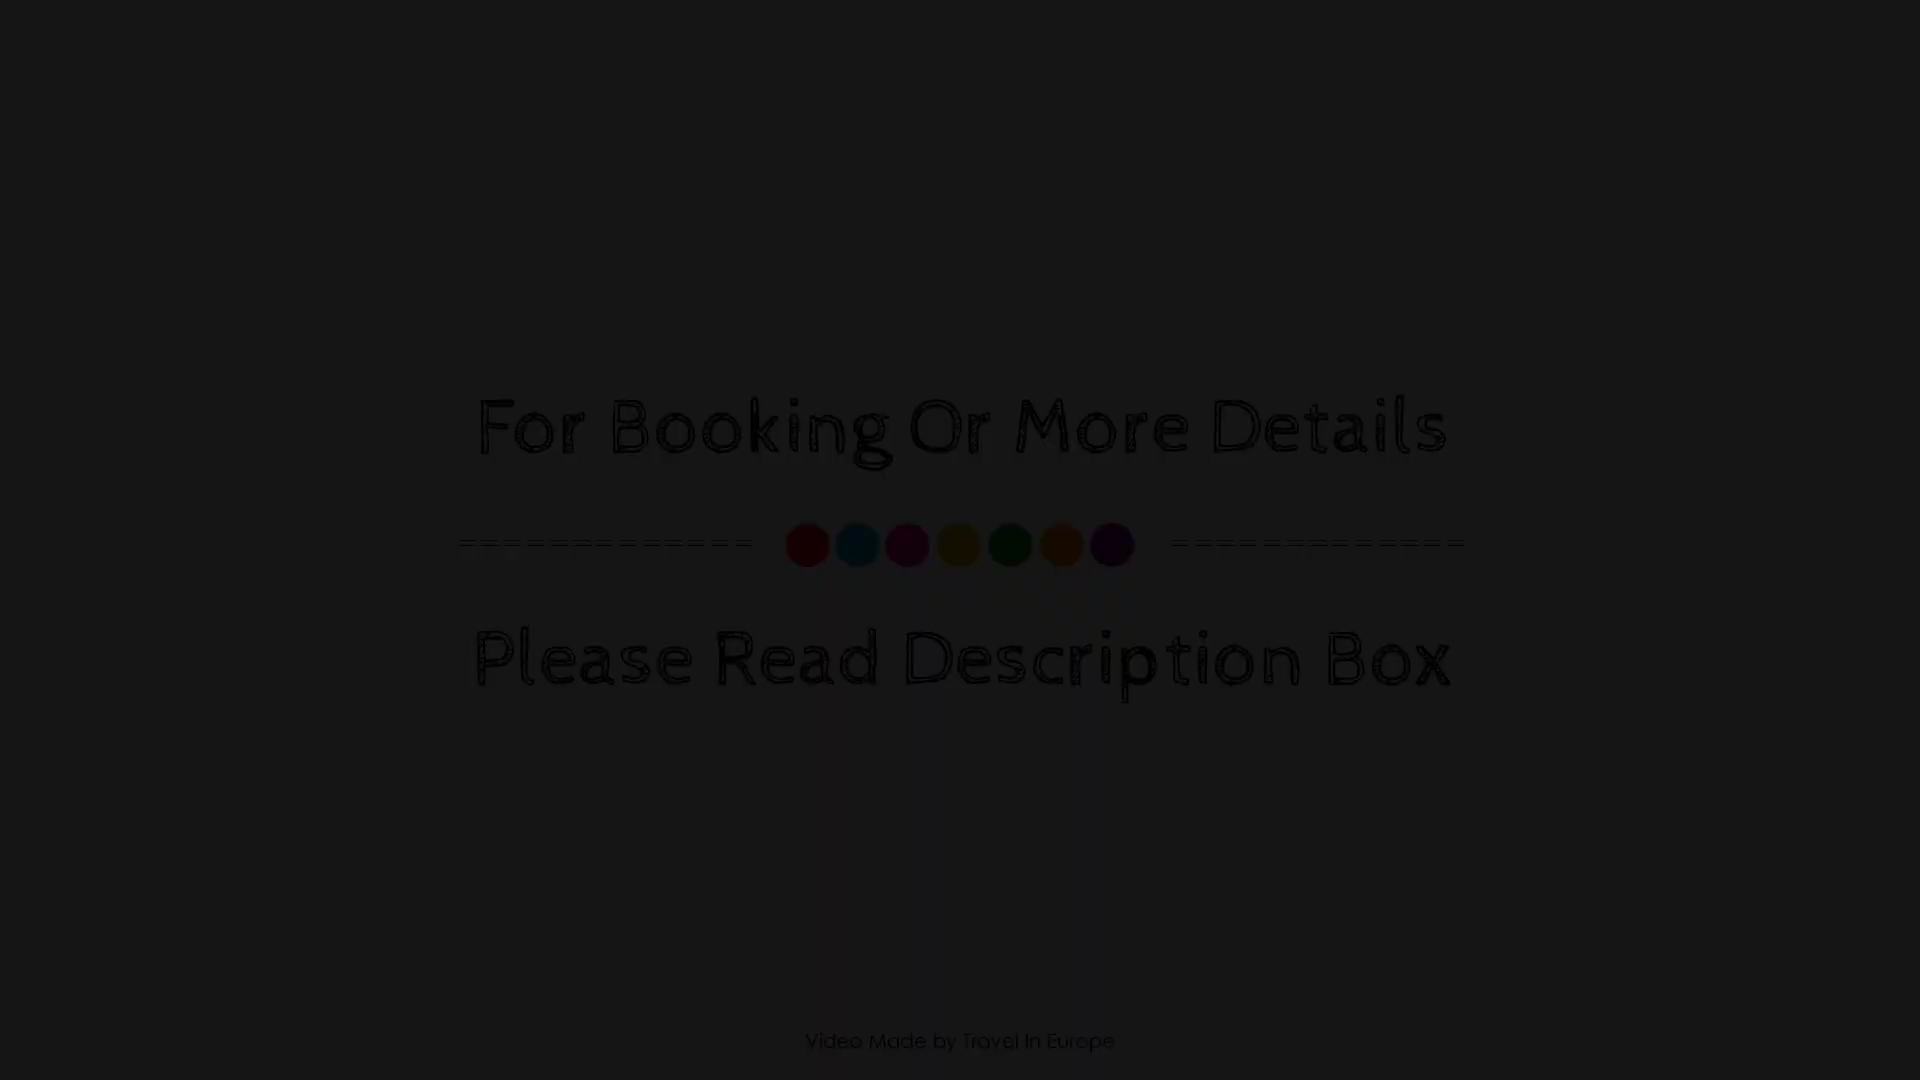 For Booking Or More Details
============= =============
Please Read Description Box
Video Made by Travel In Europe